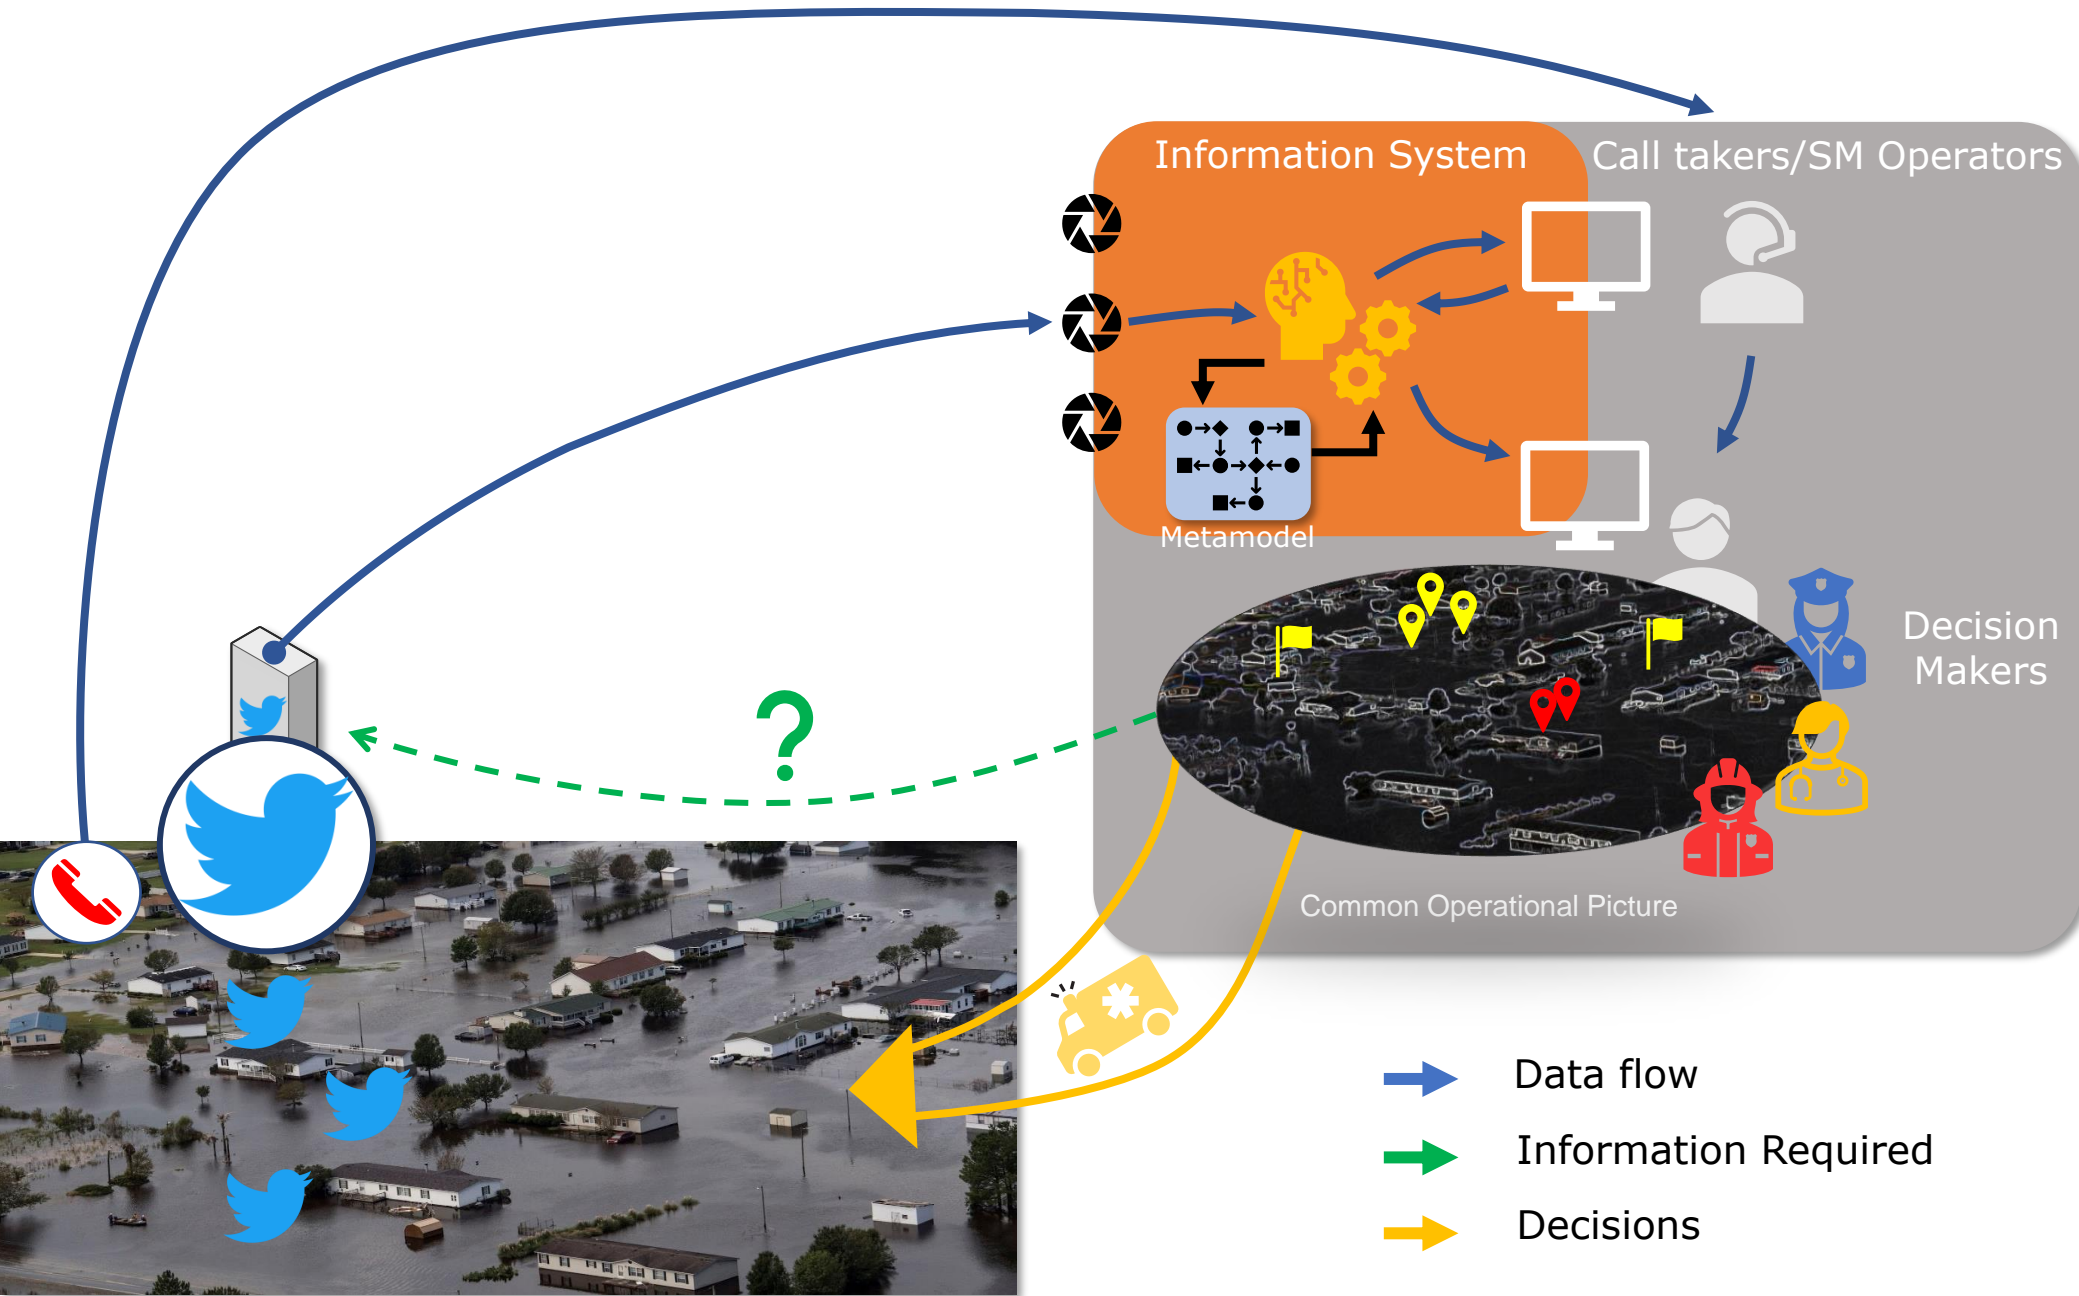 Information System
Call takers/SM Operators
Metamodel
Decision
Makers
?
Common Operational Picture
Data flow
Information Required
Decisions